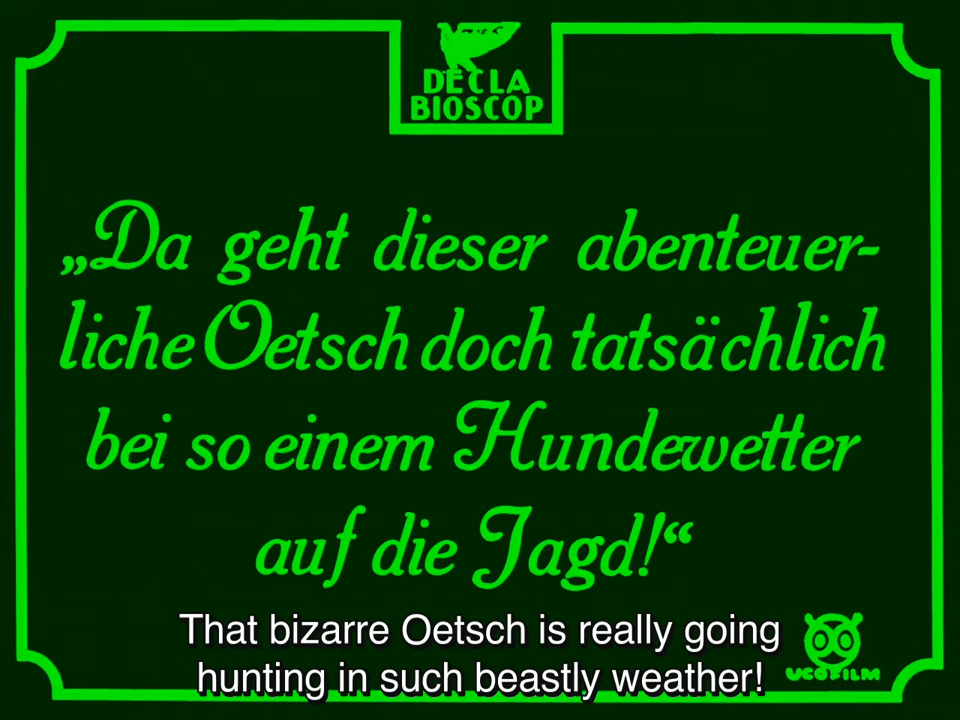 DECLA
BIOSCOP
„Da geht dieser abenteuer-
liche Oetsch doch tatsächlich
bei so einem Hundewetter
auf die Jagd!“
That bizarre Oetsch is really going
hunting in such beastly weather!
UCOFILM